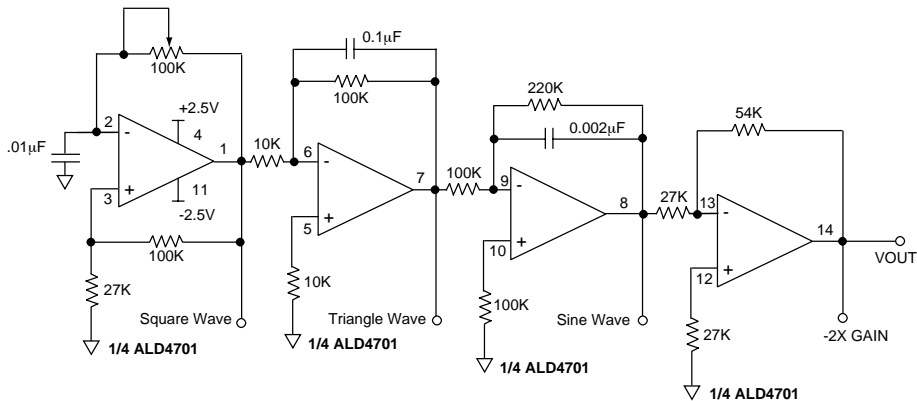 100K
2
-
+2.5V
4
1
.01µF
3
+
11
-2.5V
100K
27K
Square Wave
1/4 ALD4701
10K
0.1µF
100K
6
-
7
5
+
10K
Triangle Wave
1/4 ALD4701
100K
220K
0.002µF
9
-
8
10
+
100K
Sine Wave
1/4 ALD4701
27K
54K
13
-
14
12
+
27K
VOUT
-2X GAIN
1/4 ALD4701